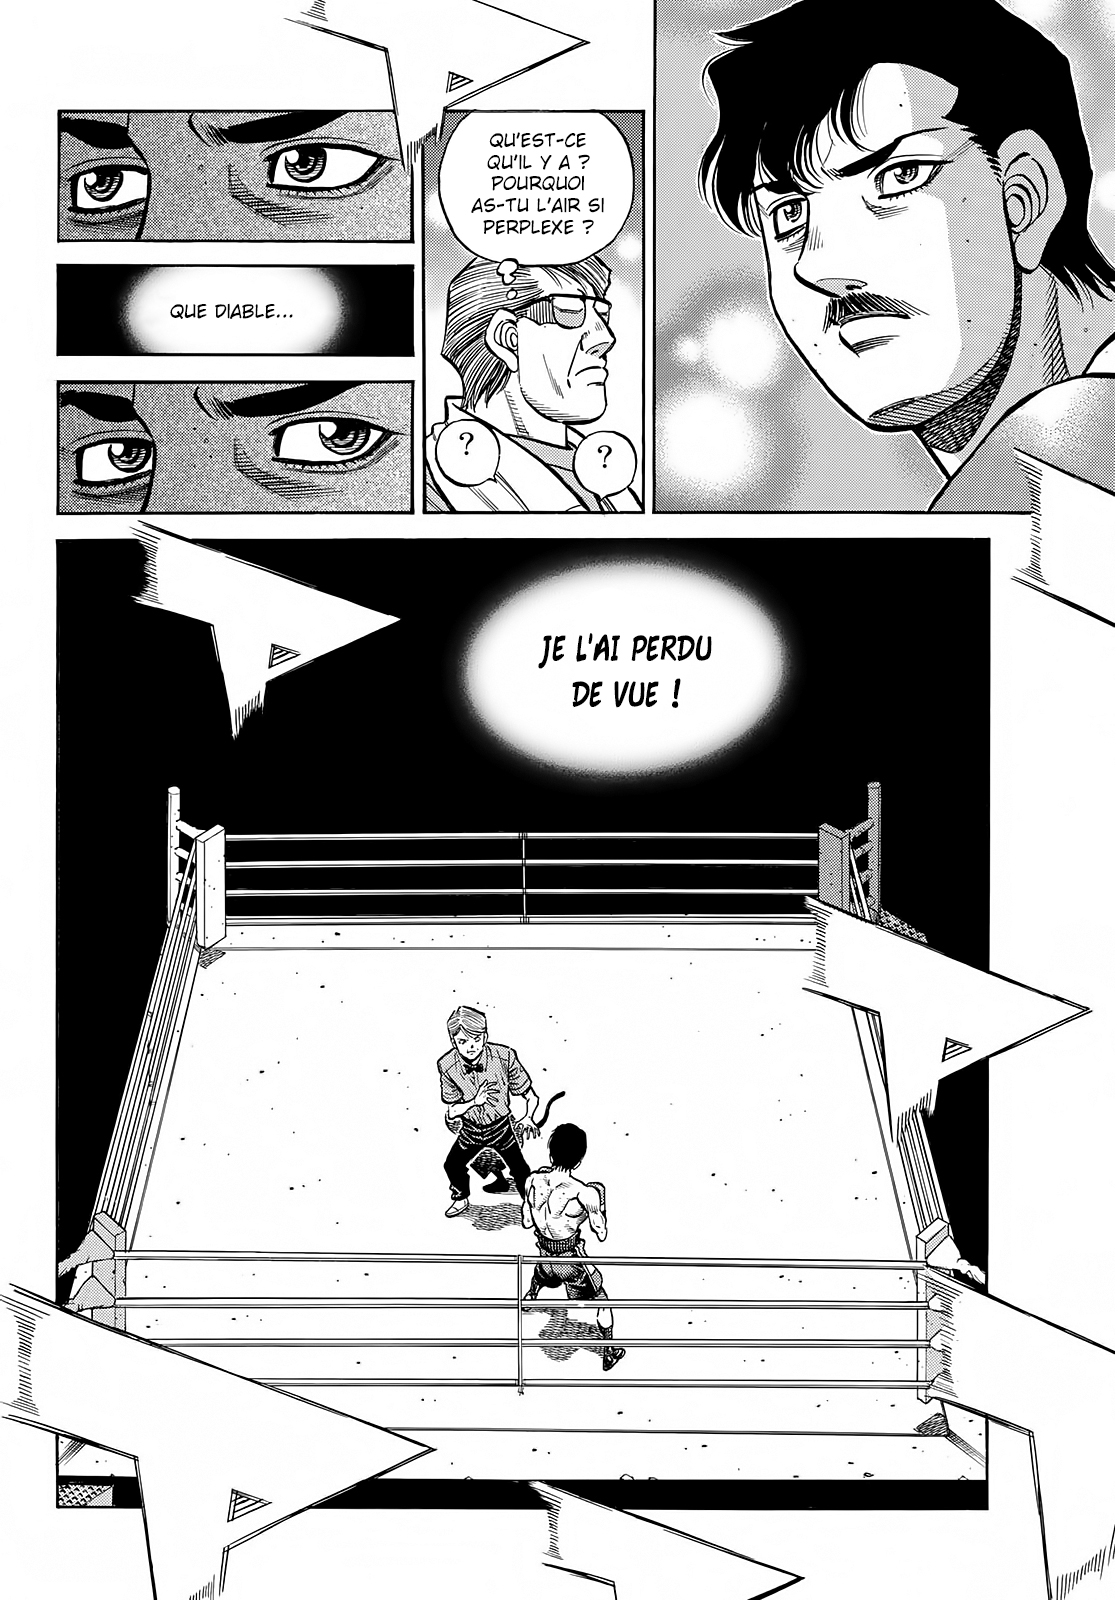 QU'EST-CE
QU'IL Y A ?
POURQUOI
AS-TU L'AIR SI
PERPLEXE ?
?
?
QUE DIABLE...
JE L'AI PERDU
DE VUE !